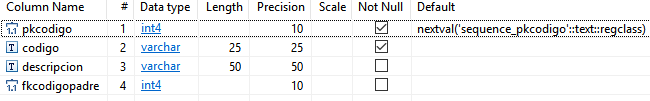 Column Name # Data type Length Precision Scale Not Null Default
pkcodigo 1 int4 10 nextval('sequence_pkcodigo'::text::regclass)
codigo 2 varchar 25 25
descripcion 3 varchar 50 50
fkcodigopadre 4 int4 10